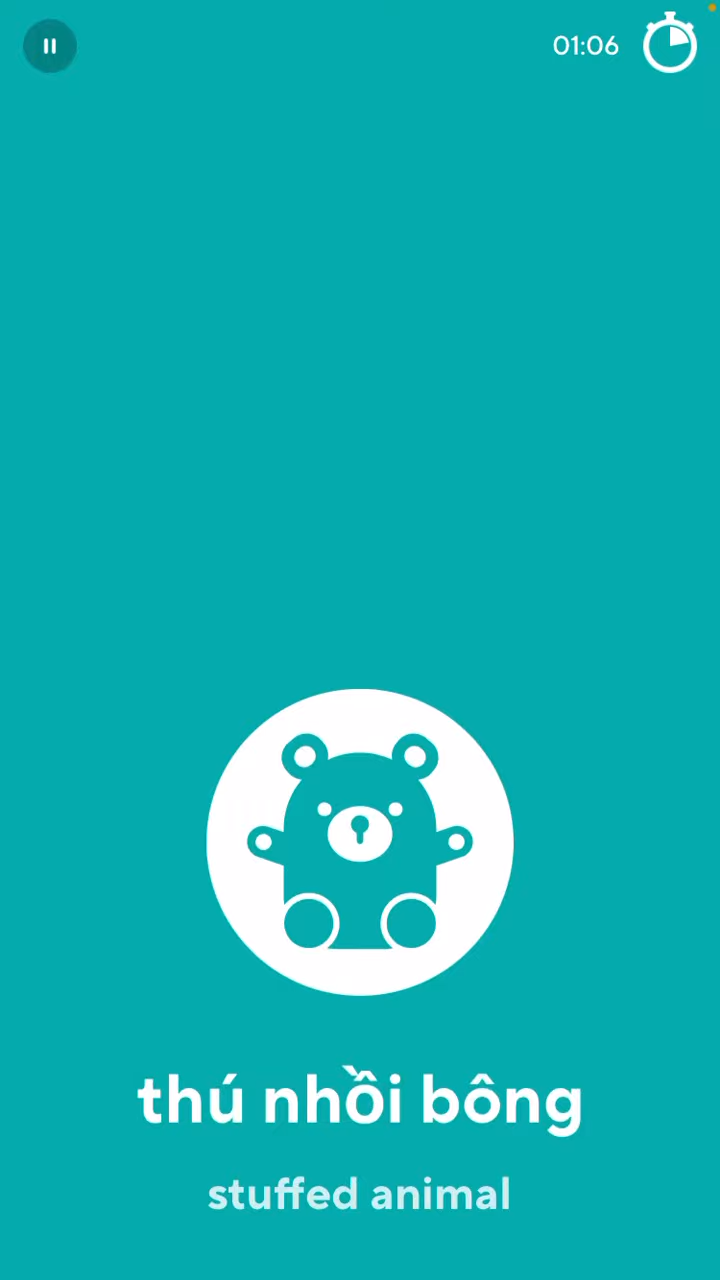 01:06
thú nhồi bông
stuffed animal